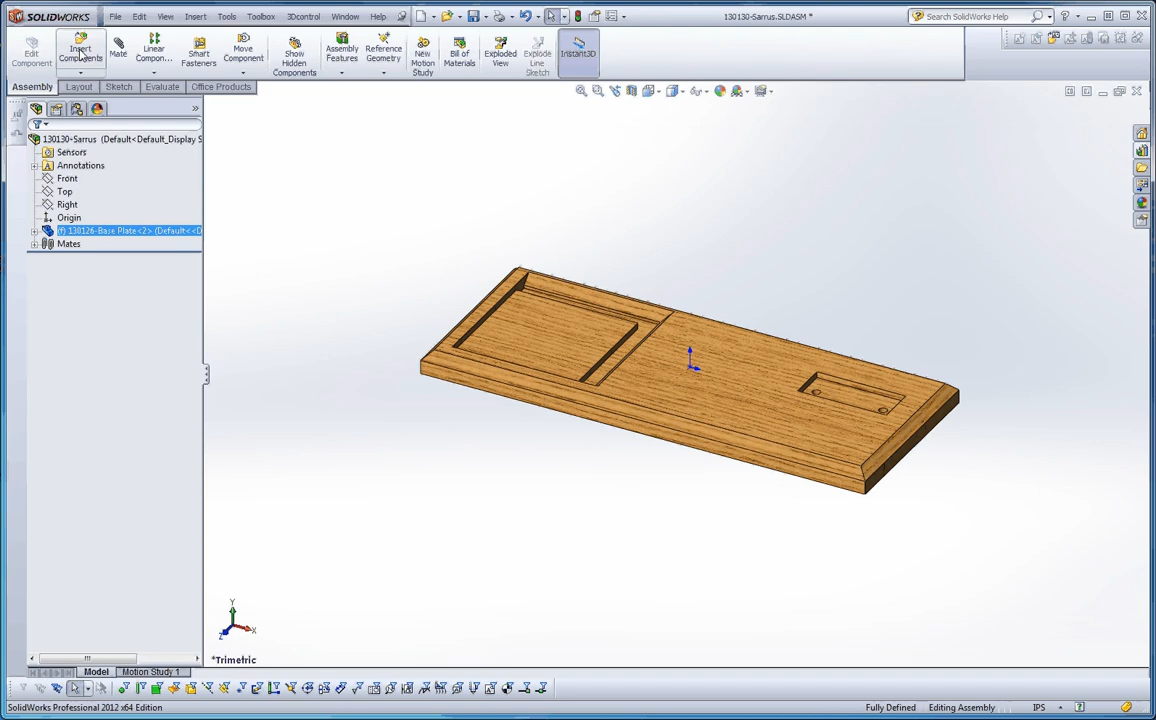 SOLIDWORKS File Edit View Insert Tools Toolbox 3Dcontrol Window Help 130130-Sarrus.SLDASM * Search SolidWorks Help
Edit Component
Insert Components
Mate
Linear Compon...
Smart Fasteners
Move Component
Show Hidden Components
Assembly Features
Reference Geometry
New Motion Study
Bill of Materials
Exploded View
Explode Line Sketch
Instant3D
Assembly Layout Sketch Evaluate Office Products
130130-Sarrus (Default<Default_Display S
Sensors
Annotations
Front
Top
Right
Origin
(f) 130126-Base Plate<2> (Default<<D
Mates
Y
X
Z
*Trimetric
Model Motion Study 1
SolidWorks Professional 2012 x64 Edition Fully Defined Editing Assembly IPS